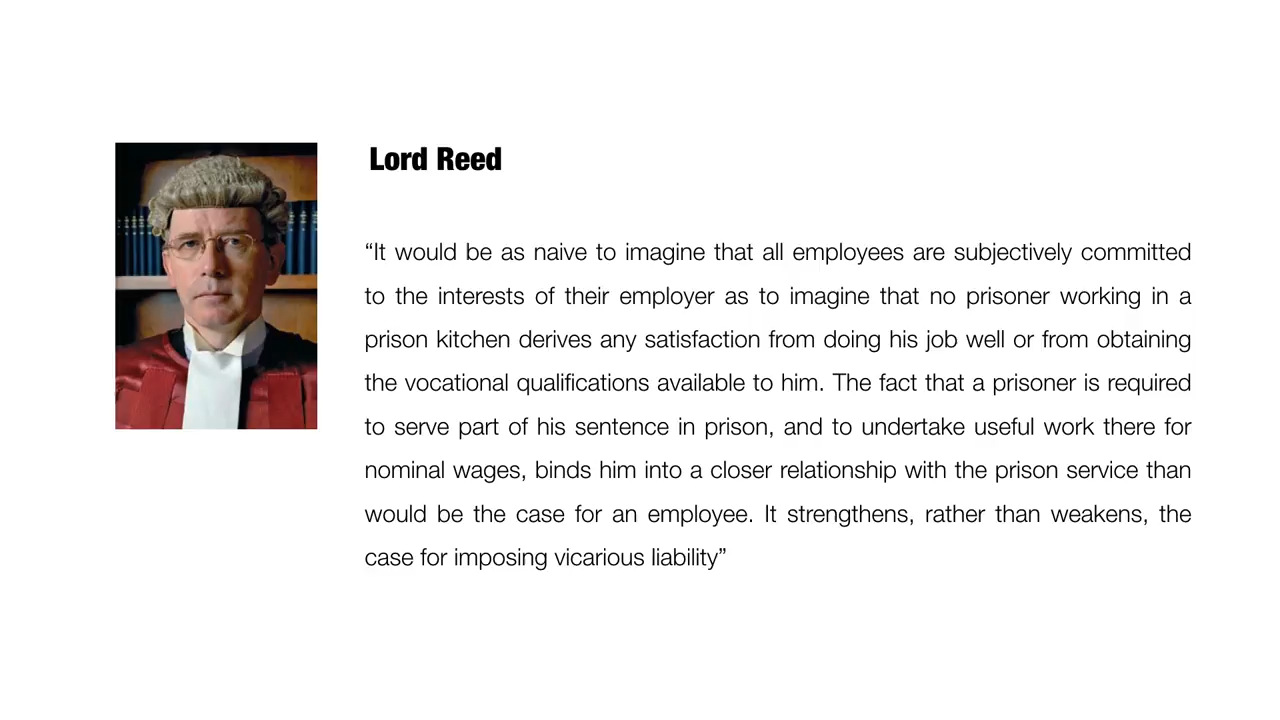 Lord Reed
“It would be as naive to imagine that all employees are subjectively committed
to the interests of their employer as to imagine that no prisoner working in a
prison kitchen derives any satisfaction from doing his job well or from obtaining
the vocational qualifications available to him. The fact that a prisoner is required
to serve part of his sentence in prison, and to undertake useful work there for
nominal wages, binds him into a closer relationship with the prison service than
would be the case for an employee. It strengthens, rather than weakens, the
case for imposing vicarious liability”